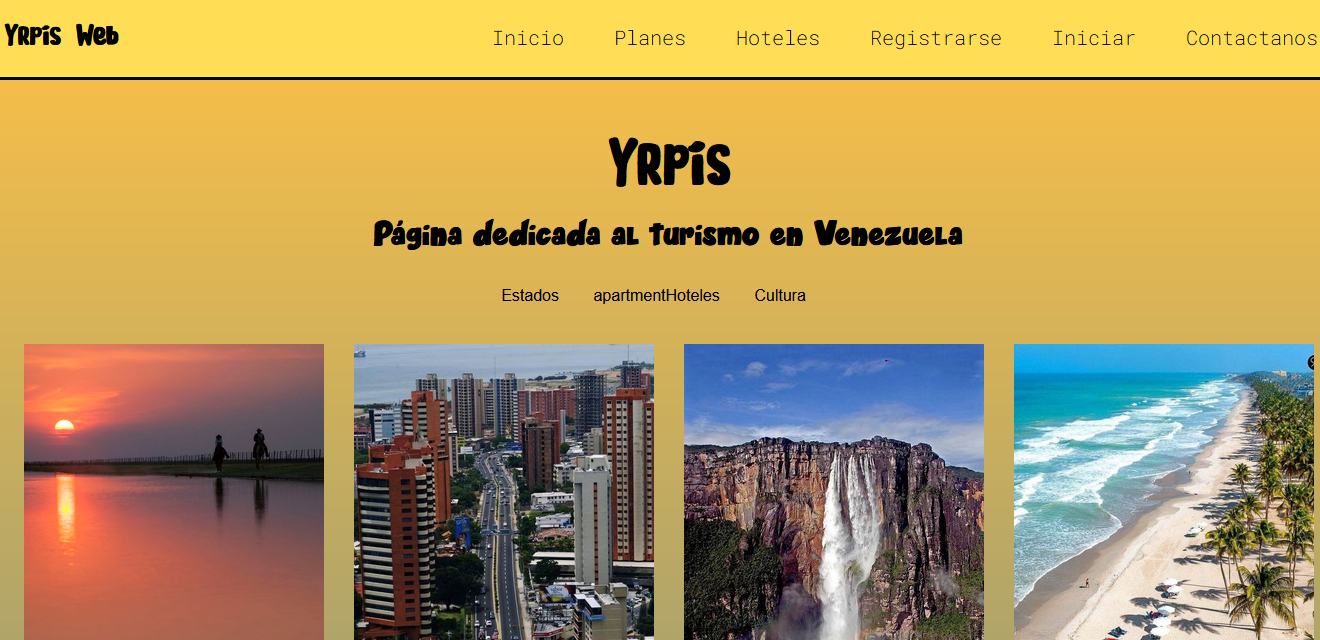 Yrpis Web
Inicio Planes Hoteles Registrarse Iniciar Contactanos
Yrpis
Página dedicada al turismo en Venezuela
Estados apartmentHoteles Cultura